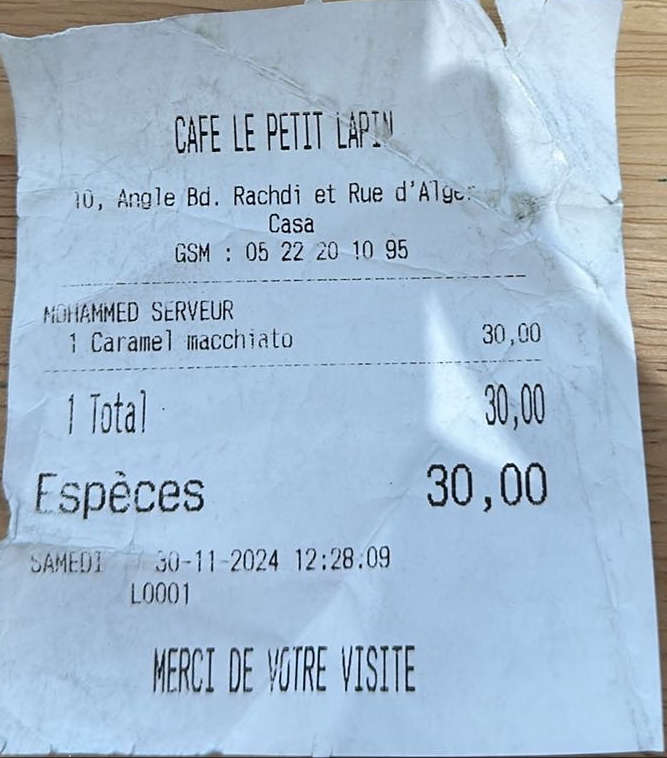 CAFE LE PETIT LAPIN
10, Angle Bd. Rachdi et Rue d'Alger
Casa
GSM : 05 22 20 10 95
MOHAMMED SERVEUR
1 Caramel macchiato 30,00
1 Total 30,00
Espèces 30,00
SAMEDI 30-11-2024 12:28:09
L0001
MERCI DE VOTRE VISITE